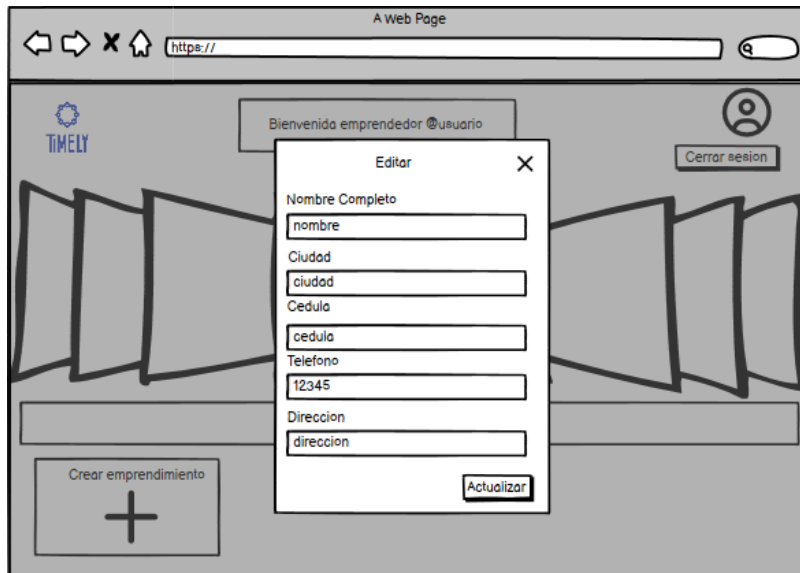 A Web Page
https://
TiMELY
Bienvenida emprendedor @usuario
Cerrar sesion
Editar
Nombre Completo
nombre
Ciudad
ciudad
Cedula
cedula
Telefono
12345
Direccion
direccion
Actualizar
Crear emprendimiento